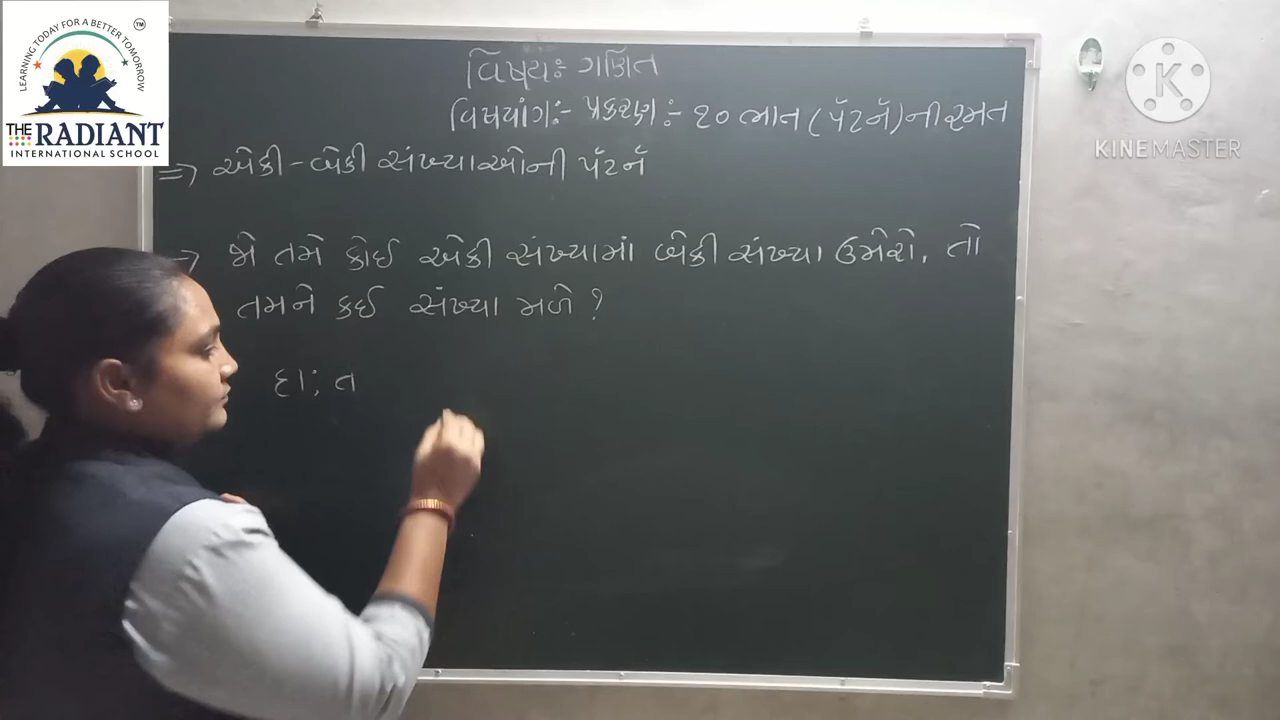 LEARNING TODAY FOR A BETTER TOMORROW
TM
THE RADIANT
INTERNATIONAL SCHOOL
K
KINEMASTER
વિષયઃ ગણિત
વિષયાંગઃ- પ્રકરણઃ- ૧૦ ભાત (પૅટર્ન) ની રમત
=> એકી-બેકી સંખ્યાઓની પૅટર્ન
=> જો તમે કોઈ એકી સંખ્યામાં બેકી સંખ્યા ઉમેરો, તો
તમને કઈ સંખ્યા મળે ?
દા; ત